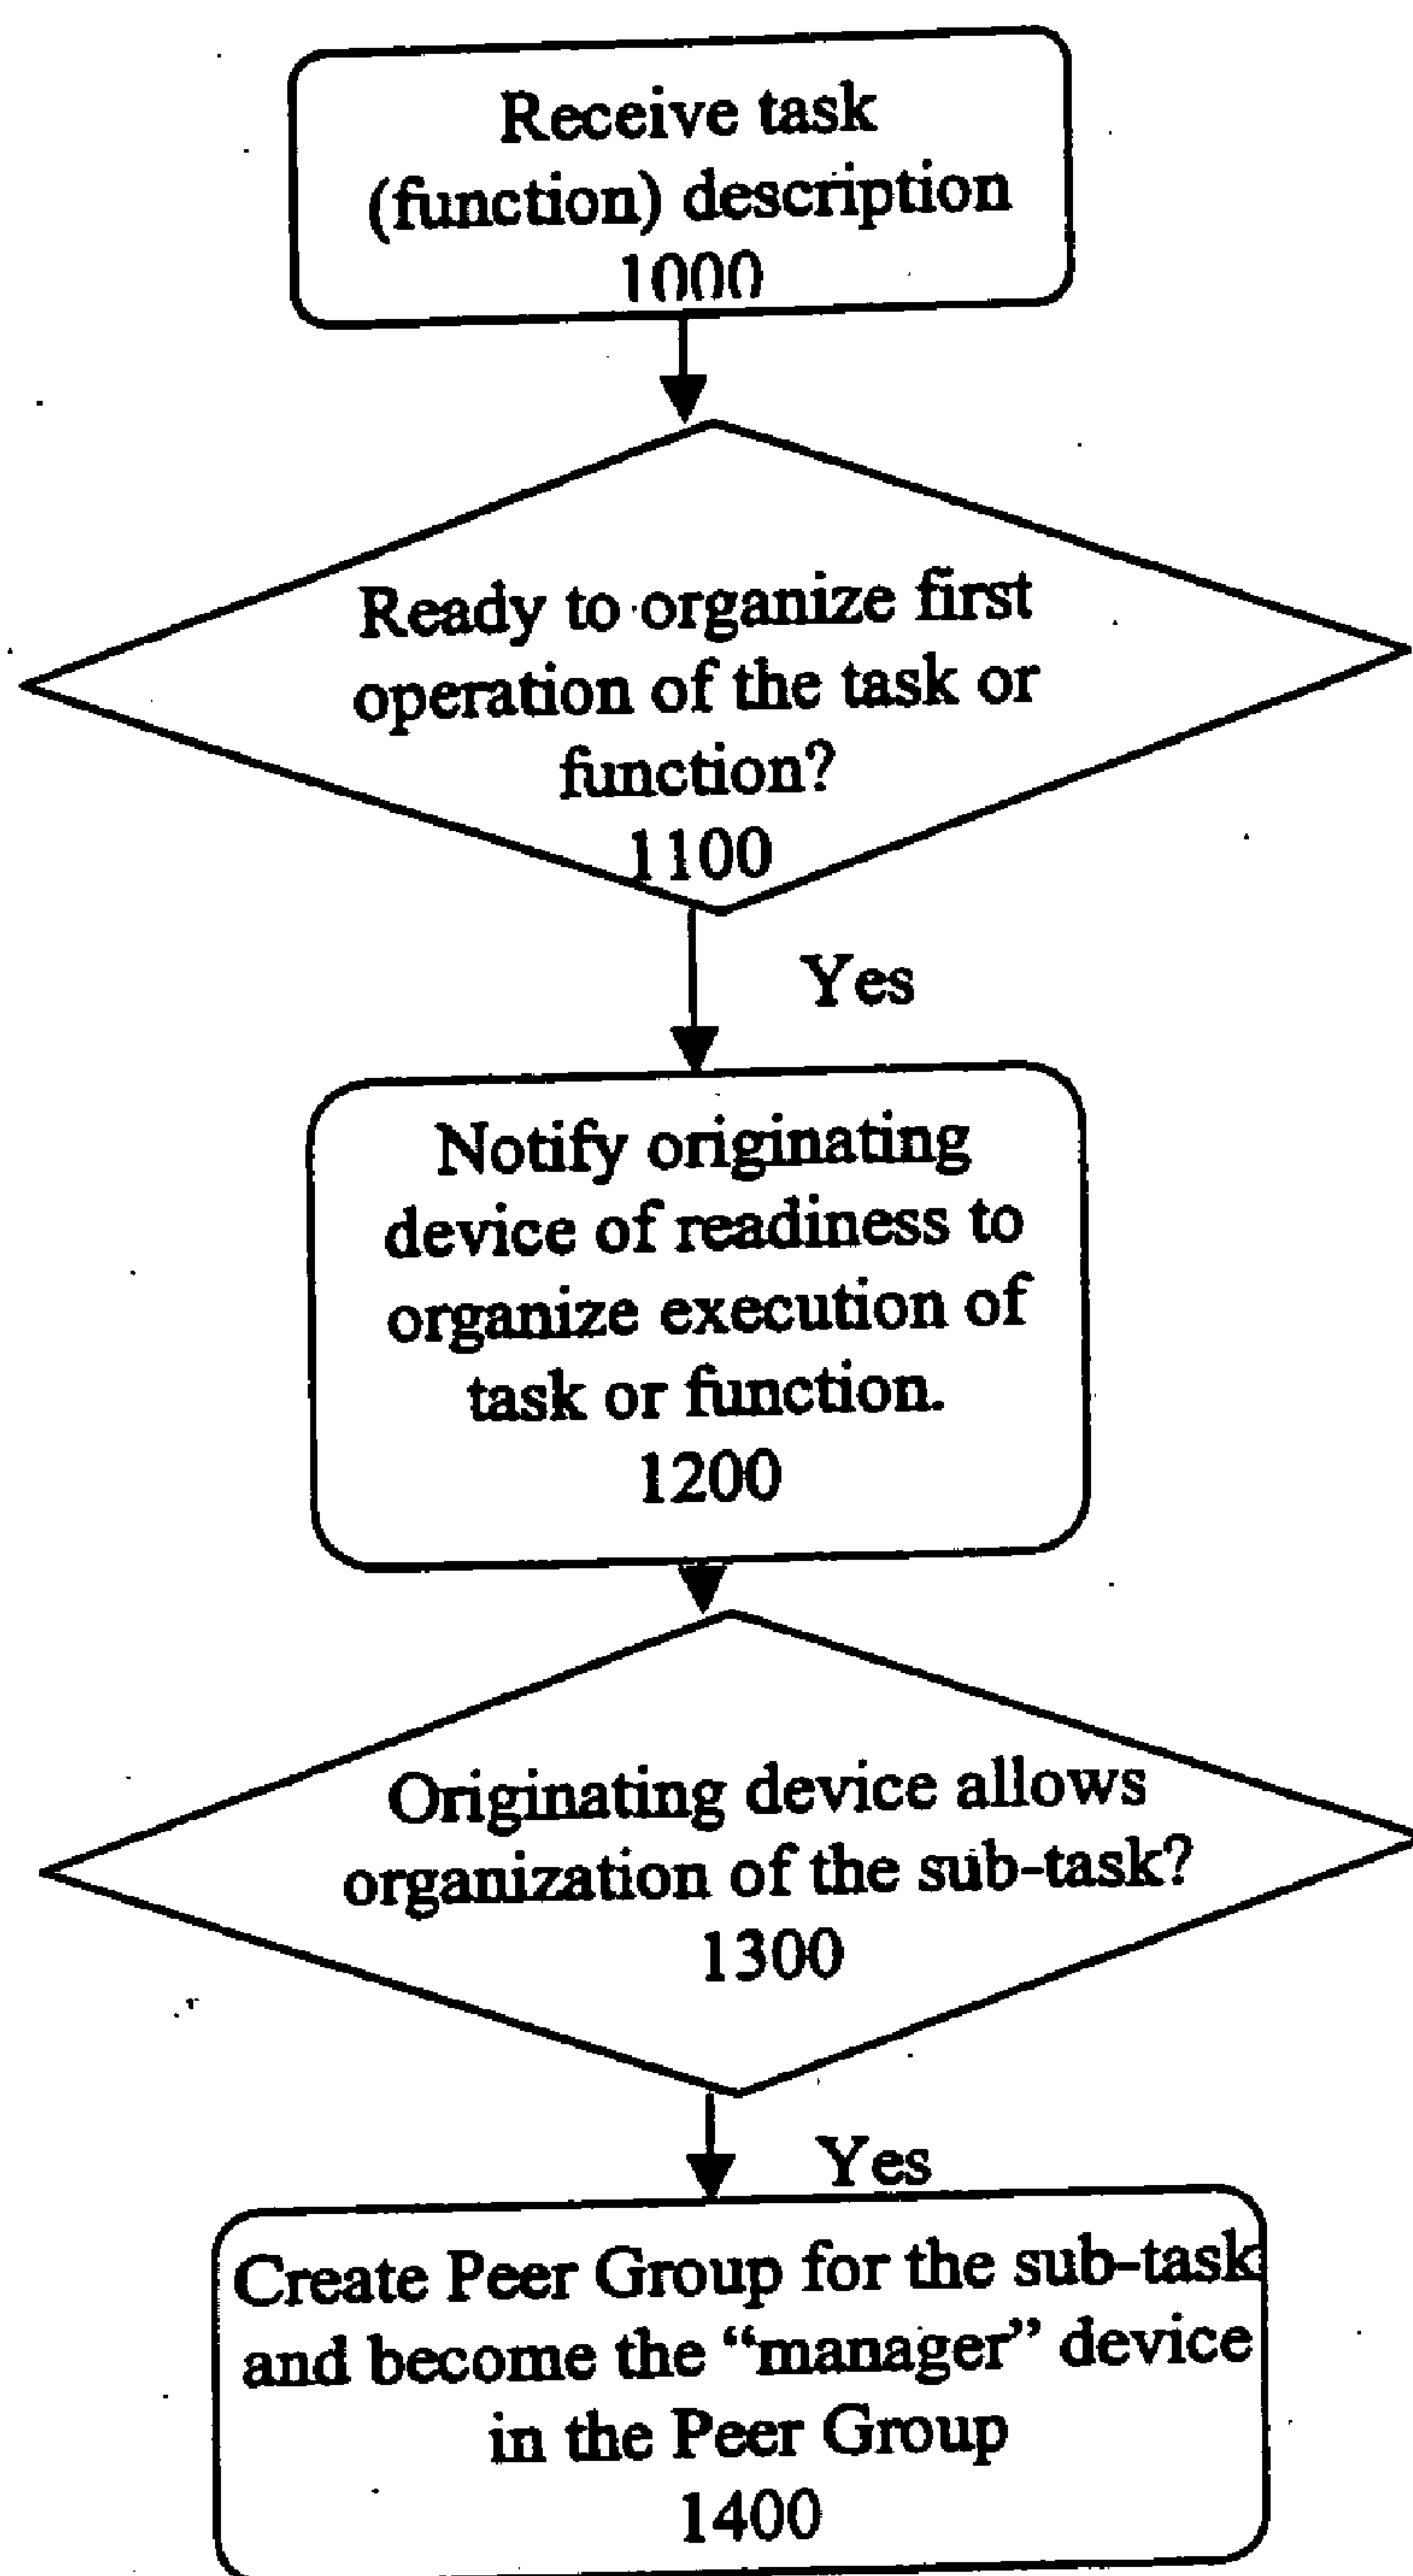 Receive task
(function) description
1000
Ready to organize first
operation of the task or
function?
1100
Yes
Notify originating
device of readiness to
organize execution of
task or function.
1200
Originating device allows
organization of the sub-task?
1300
Yes
Create Peer Group for the sub-task
and become the “manager” device
in the Peer Group
1400